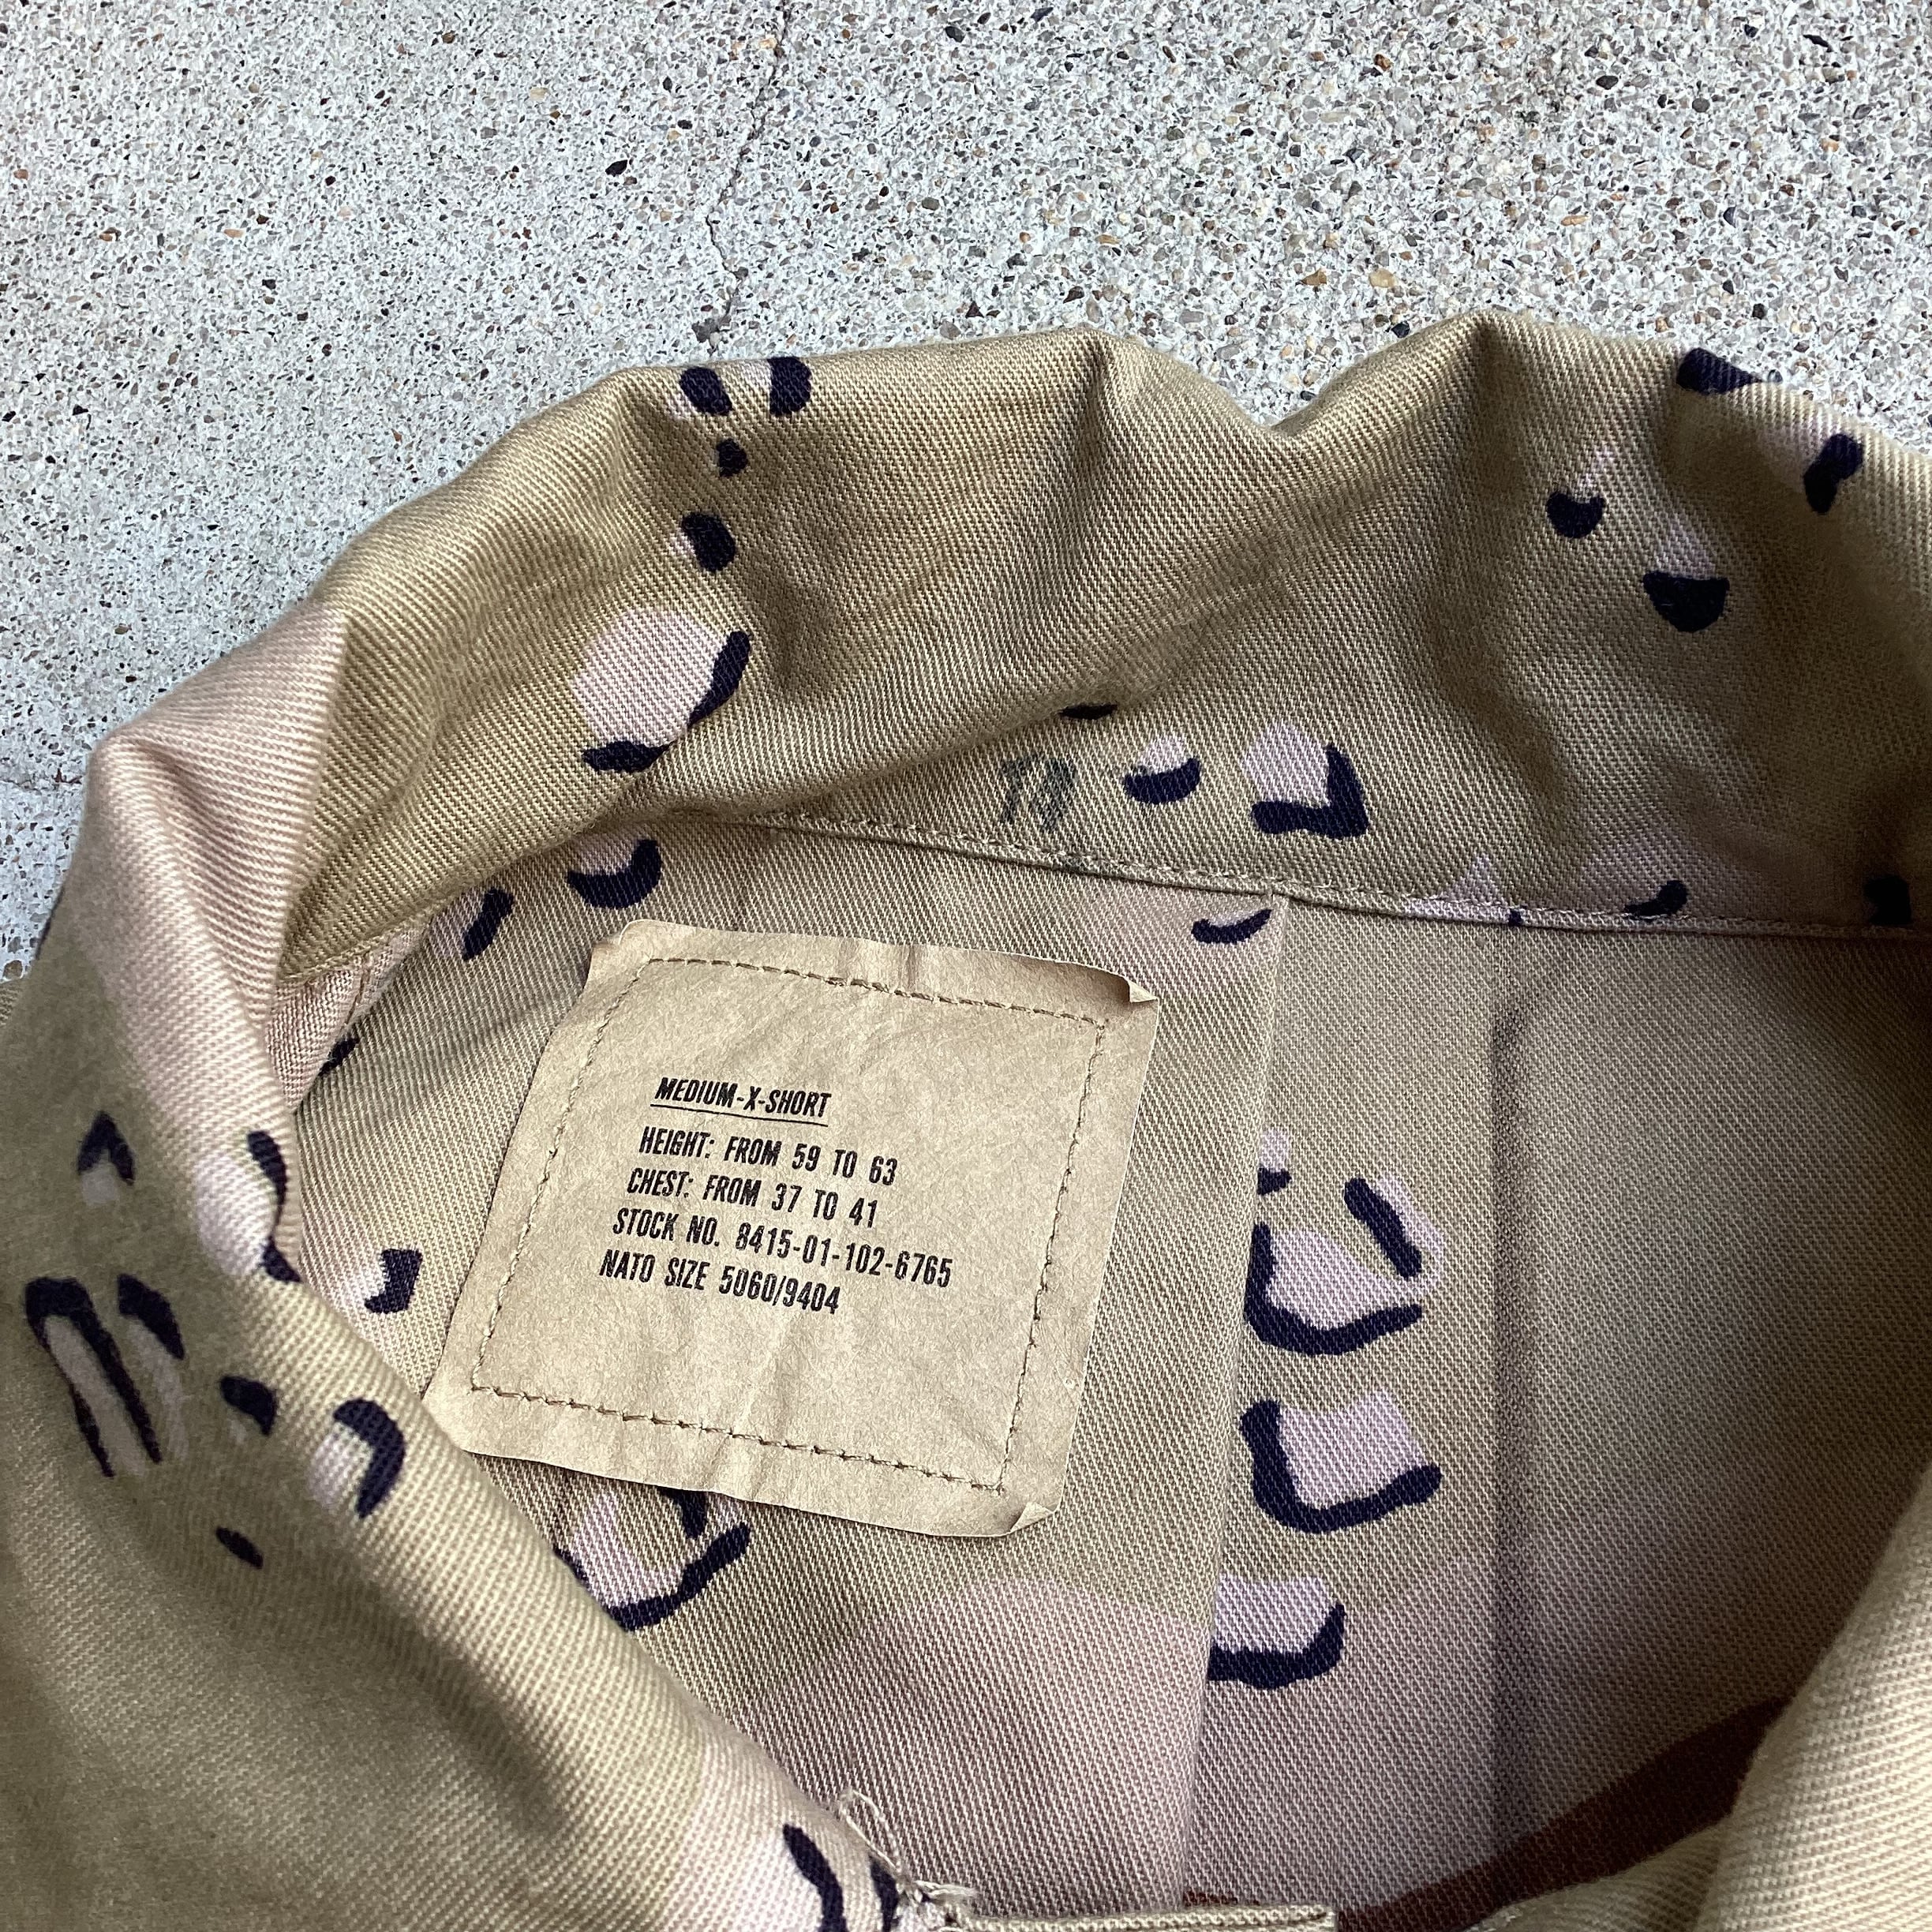 MEDIUM-X-SHORT
HEIGHT: FROM 59 TO 63
CHEST: FROM 37 TO 41
STOCK NO. 8415-01-102-6765
NATO SIZE 5060/9404